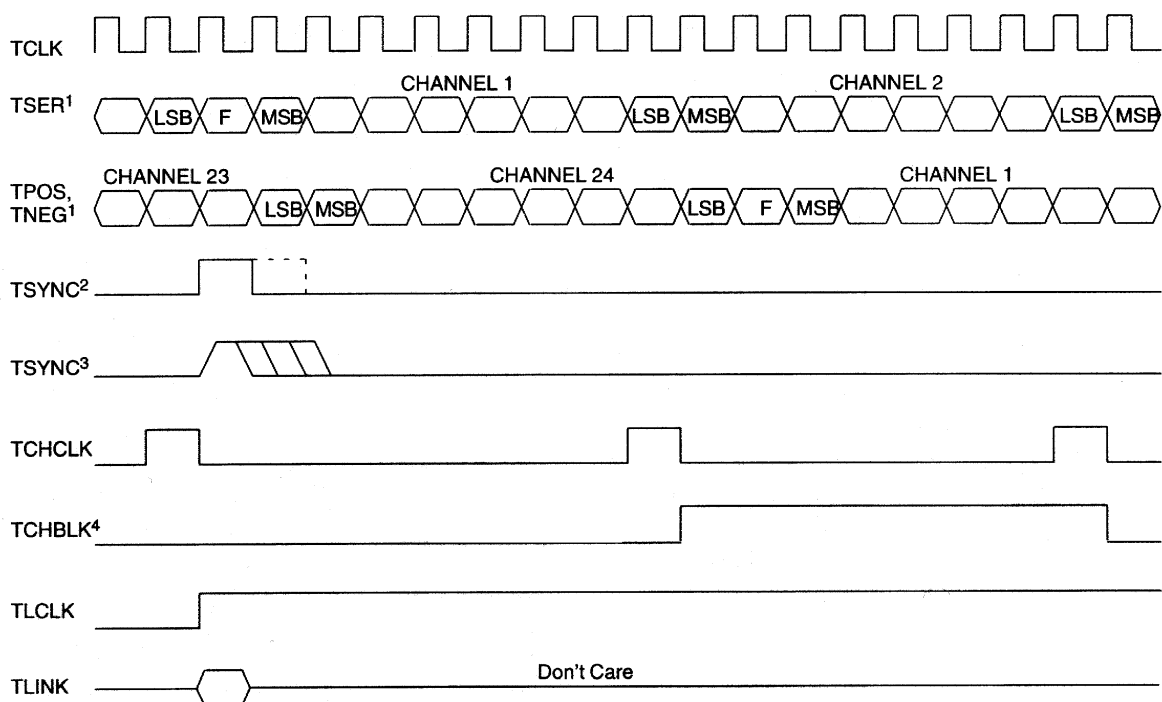 TCLK
CHANNEL 1 CHANNEL 2
TSER¹ LSB F MSB LSB MSB LSB MSB
CHANNEL 23 CHANNEL 24 CHANNEL 1
TPOS,
TNEG¹ LSB MSB LSB F MSB
TSYNC²
TSYNC³
TCHCLK
TCHBLK⁴
TLCLK
Don't Care
TLINK